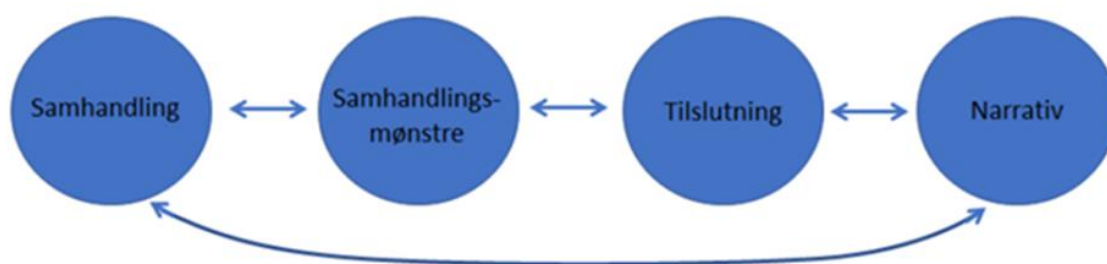 Samhandling
Samhandlings-
mønstre
Tilslutning
Narrativ